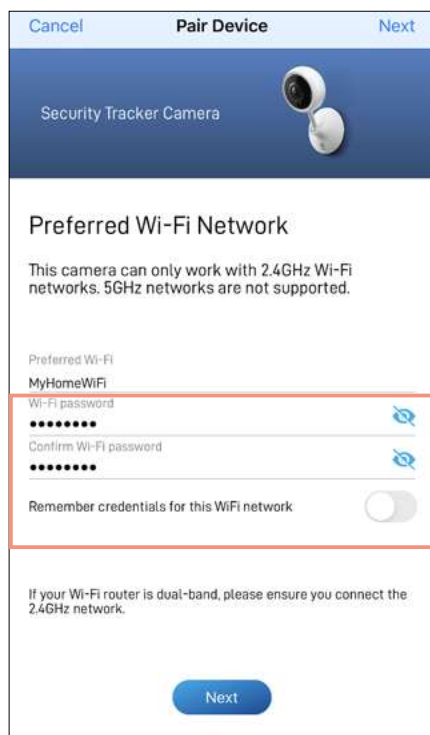 Cancel Pair Device Next
Security Tracker Camera
Preferred Wi-Fi Network
This camera can only work with 2.4GHz Wi-Fi
networks. 5GHz networks are not supported.
Preferred Wi-Fi
MyHomeWiFi
Wi-Fi password
••••••••
Confirm Wi-Fi password
••••••••
Remember credentials for this WiFi network
If your Wi-Fi router is dual-band, please ensure you connect the
2.4GHz network.
Next